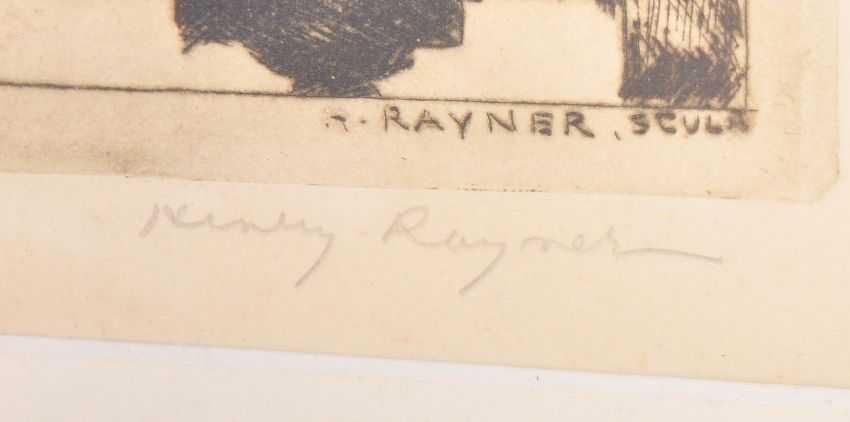 H. RAYNER, SCULP
Henry Rayner